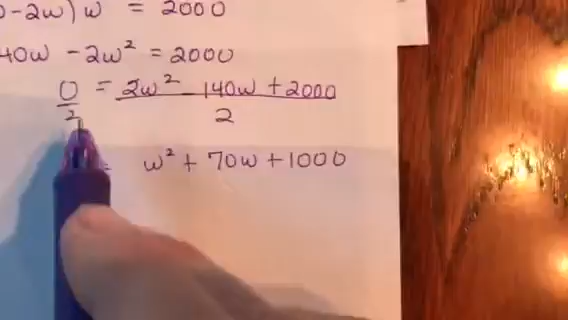 -2w)w = 2000
40w - 2w² = 2000
0/2 = 2w² - 140w + 2000 / 2
w² + 70w + 1000